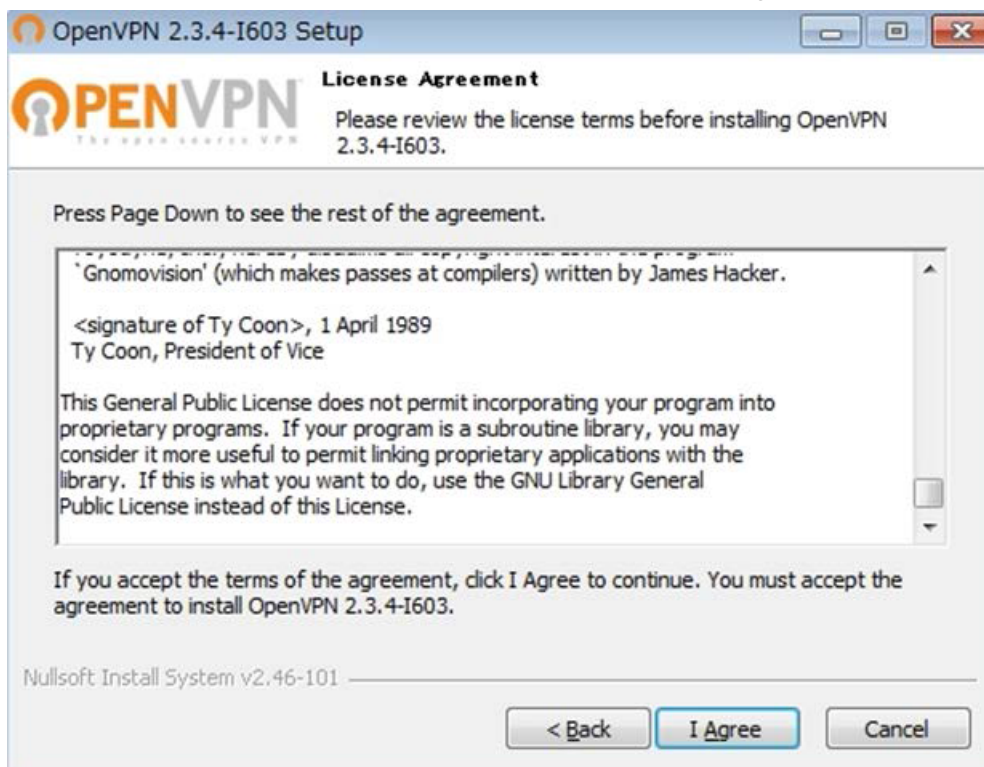 OpenVPN 2.3.4-I603 Setup
OPENVPN
The open source VPN
License Agreement
Please review the license terms before installing OpenVPN
2.3.4-I603.
Press Page Down to see the rest of the agreement.
`Gnomovision' (which makes passes at compilers) written by James Hacker.
<signature of Ty Coon>, 1 April 1989
Ty Coon, President of Vice
This General Public License does not permit incorporating your program into
proprietary programs.  If your program is a subroutine library, you may
consider it more useful to permit linking proprietary applications with the
library.  If this is what you want to do, use the GNU Library General
Public License instead of this License.
If you accept the terms of the agreement, click I Agree to continue. You must accept the
agreement to install OpenVPN 2.3.4-I603.
Nullsoft Install System v2.46-101
< Back
I Agree
Cancel